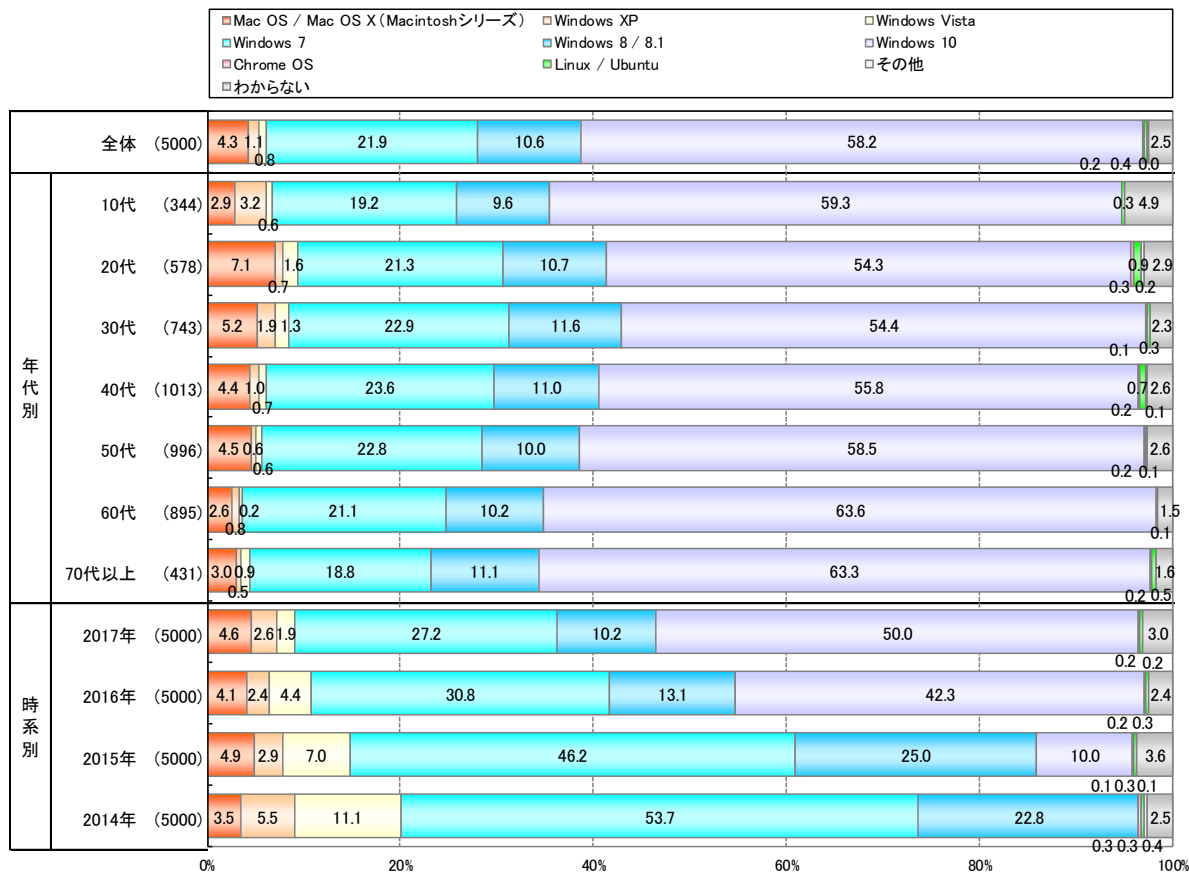 Mac OS / Mac OS X（Macintoshシリーズ） Windows XP Windows Vista
Windows 7 Windows 8 / 8.1 Windows 10
Chrome OS Linux / Ubuntu その他
わからない
全体 (5000) 4.3 1.1 21.9 10.6 58.2 2.5
0.8 0.2 0.4 0.0
年代別
10代 (344) 2.9 3.2 19.2 9.6 59.3 0.3 4.9
0.6
20代 (578) 7.1 1.6 21.3 10.7 54.3 0.9 2.9
0.7 0.3 0.2
30代 (743) 5.2 1.9 1.3 22.9 11.6 54.4 2.3
0.1 0.3
40代 (1013) 4.4 1.0 23.6 11.0 55.8 0.7 2.6
0.7 0.2 0.1
50代 (996) 4.5 0.6 22.8 10.0 58.5 2.6
0.6 0.2 0.1
60代 (895) 2.6 0.2 21.1 10.2 63.6 1.5
0.8 0.1
70代以上 (431) 3.0 0.9 18.8 11.1 63.3 1.6
0.5 0.2 0.5
時系別
2017年 (5000) 4.6 2.6 1.9 27.2 10.2 50.0 3.0
0.2 0.2
2016年 (5000) 4.1 2.4 4.4 30.8 13.1 42.3 2.4
0.2 0.3
2015年 (5000) 4.9 2.9 7.0 46.2 25.0 10.0 3.6
0.1 0.3 0.1
2014年 (5000) 3.5 5.5 11.1 53.7 22.8 2.5
0.3 0.3 0.4
0% 20% 40% 60% 80% 100%